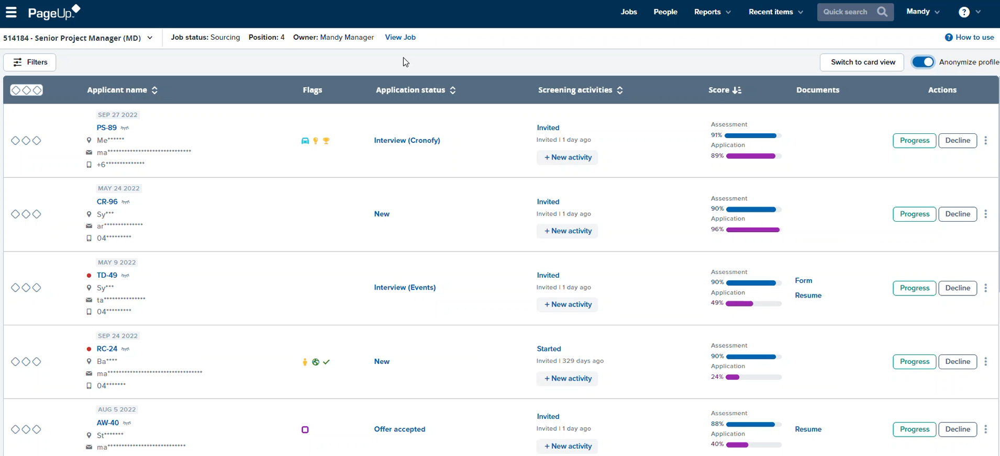 PageUp
Jobs People Reports Recent items Quick search Mandy ?
514184 - Senior Project Manager (MD) Job status: Sourcing Position: 4 Owner: Mandy Manager View Job ? How to use
Filters Switch to card view Anonymize profile
Applicant name Flags Application status Screening activities Score Documents Actions
SEP 27 2022
PS-89
Me******
ma******************************
+6**************
Interview (Cronofy)
Invited
Invited | 1 day ago
+ New activity
Assessment
91%
Application
89%
Progress Decline
MAY 24 2022
CR-96
Sy***
ar**************
04*********
New
Invited
Invited | 1 day ago
+ New activity
Assessment
90%
Application
96%
Progress Decline
MAY 9 2022
TD-49
Sy***
ta***************
04*********
Interview (Events)
Invited
Invited | 1 day ago
+ New activity
Assessment
90%
Application
49%
Form
Resume
Progress Decline
SEP 24 2022
RC-24
Ba****
ma**********************************
04*******
New
Started
Invited | 329 days ago
+ New activity
Assessment
90%
Application
24%
Progress Decline
AUG 5 2022
AW-40
St*******
ma****************************
Offer accepted
Invited
Invited | 1 day ago
+ New activity
Assessment
88%
Application
40%
Resume
Progress Decline